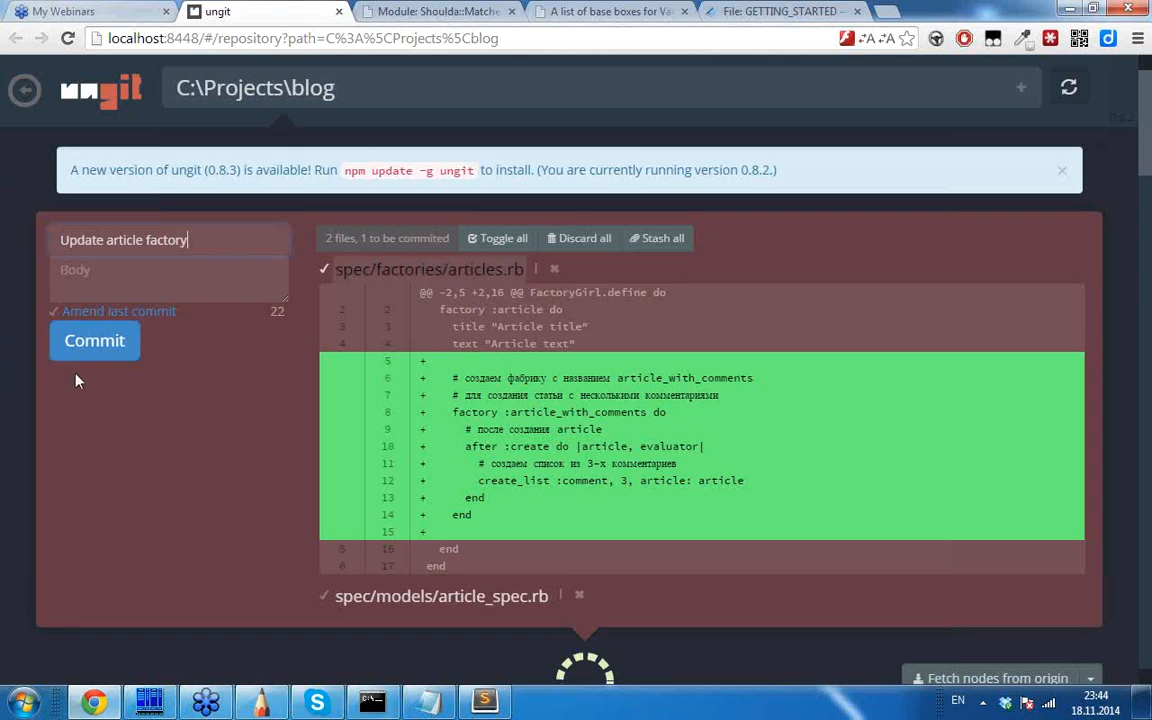 My Webinars
ungit
Module: Shoulda::Matche
A list of base boxes for Va
File: GETTING_STARTED –
localhost:8448/#/repository?path=C%3A%5CProjects%5Cblog
ungit
C:\Projects\blog
+
A new version of ungit (0.8.3) is available! Run npm update -g ungit to install. (You are currently running version 0.8.2.)
Update article factory
2 files, 1 to be commited
Toggle all
Discard all
Stash all
Body
spec/factories/articles.rb
Amend last commit
22
Commit
@@ -2,5 +2,16 @@ FactoryGirl.define do
2 2 factory :article do
3 3 title "Article title"
4 4 text "Article text"
5 +
6 + # создаем фабрику с названием article_with_comments
7 + # для создания статьи с несколькими комментариями
8 + factory :article_with_comments do
9 + # после создания article
10 + after :create do |article, evaluator|
11 + # создаем список из 3-х комментариев
12 + create_list :comment, 3, article: article
13 + end
14 + end
15 +
5 16 end
6 17 end
spec/models/article_spec.rb
Fetch nodes from origin
EN
23:44
18.11.2014